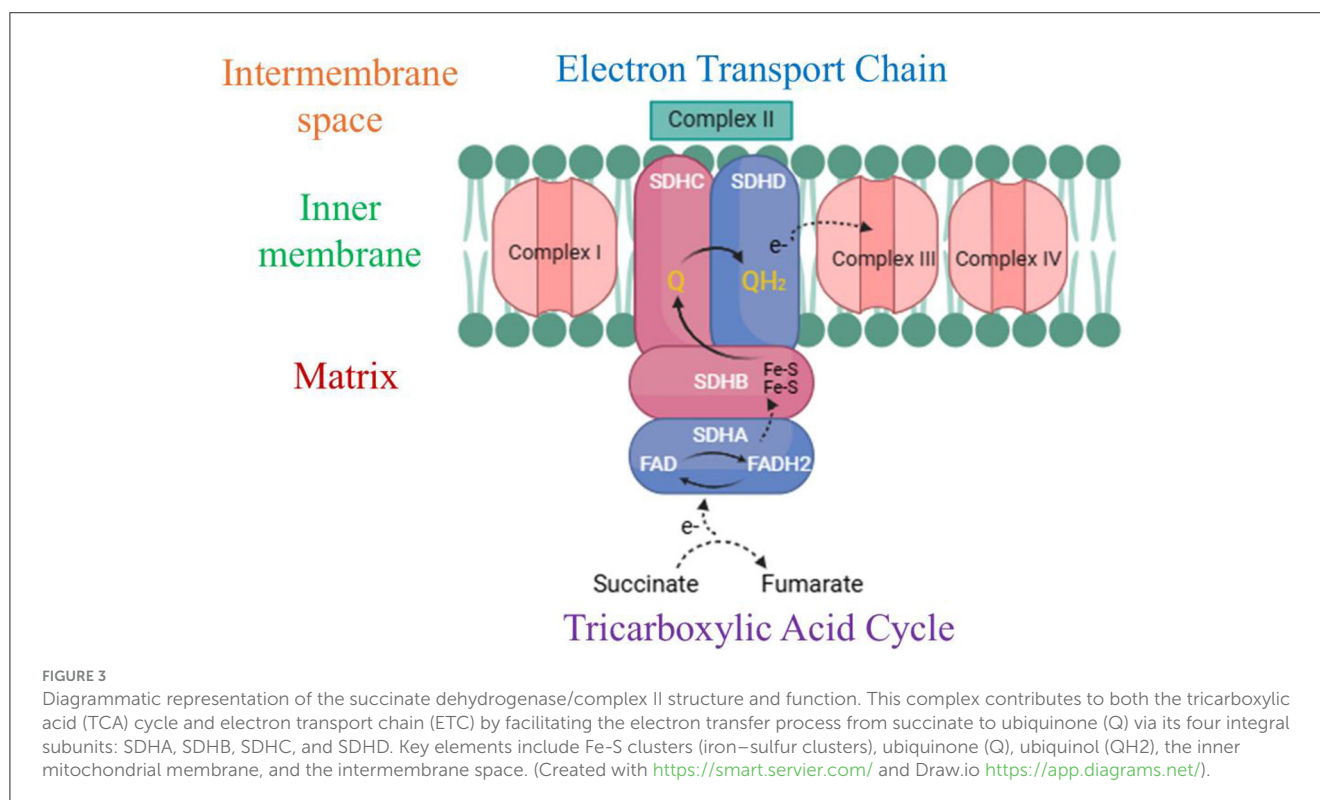 Intermembrane
space
Electron Transport Chain
Complex II
SDHC
SDHD
Inner
membrane
Complex I
e-
Complex III
Complex IV
Q
QH₂
Matrix
SDHB
Fe-S
Fe-S
SDHA
FAD
FADH2
e-
Succinate
Fumarate
Tricarboxylic Acid Cycle
FIGURE 3
Diagrammatic representation of the succinate dehydrogenase/complex II structure and function. This complex contributes to both the tricarboxylic
acid (TCA) cycle and electron transport chain (ETC) by facilitating the electron transfer process from succinate to ubiquinone (Q) via its four integral
subunits: SDHA, SDHB, SDHC, and SDHD. Key elements include Fe-S clusters (iron–sulfur clusters), ubiquinone (Q), ubiquinol (QH2), the inner
mitochondrial membrane, and the intermembrane space. (Created with https://smart.servier.com/ and Draw.io https://app.diagrams.net/).